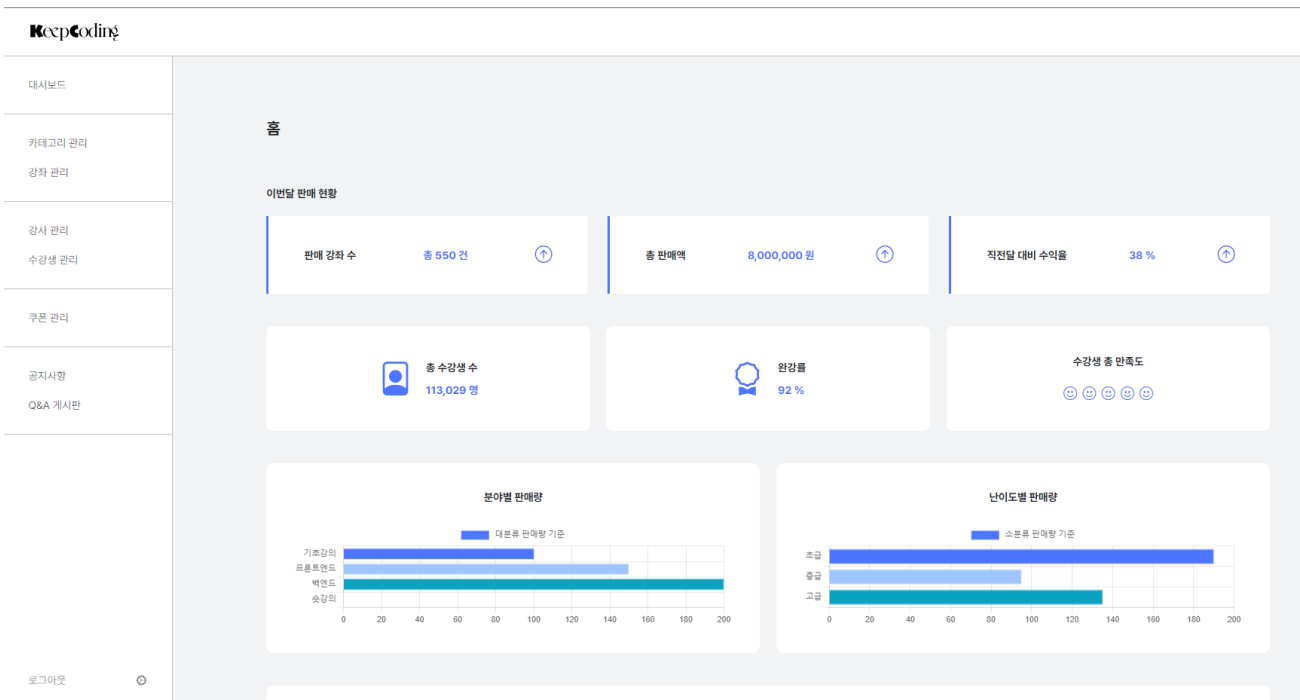 KeepCoding
대시보드
카테고리 관리
강좌 관리
강사 관리
수강생 관리
쿠폰 관리
공지사항
Q&A 게시판
로그아웃
홈
이번달 판매 현황
판매 강좌 수 총 550 건
총 판매액 8,000,000 원
직전달 대비 수익율 38 %
총 수강생 수
113,029 명
완강률
92 %
수강생 총 만족도
분야별 판매량
대분류 판매량 기준
기초강의
프론트엔드
백엔드
숏강의
0 20 40 60 80 100 120 140 160 180 200
난이도별 판매량
소분류 판매량 기준
초급
중급
고급
0 20 40 60 80 100 120 140 160 180 200